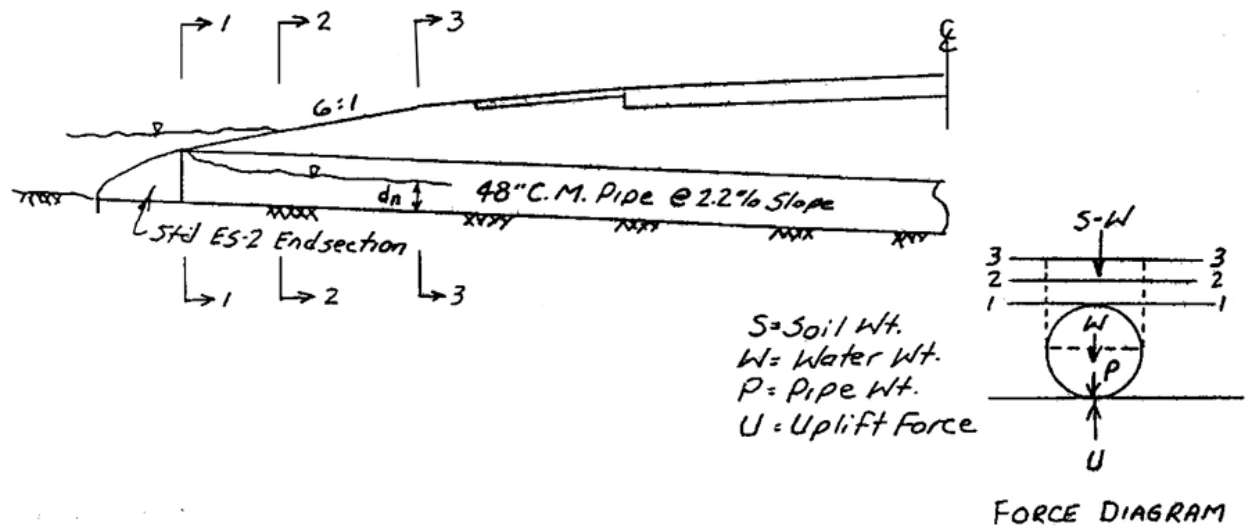 1 2 3
℄
6:1
dn 48" C.M. Pipe @ 2.2% Slope
Std ES-2 Endsection
1 2 3
S-W
3 3
2 2
1 1
W
P
U
S=Soil Wt.
W=Water Wt.
P=Pipe Wt.
U=Uplift Force
FORCE DIAGRAM